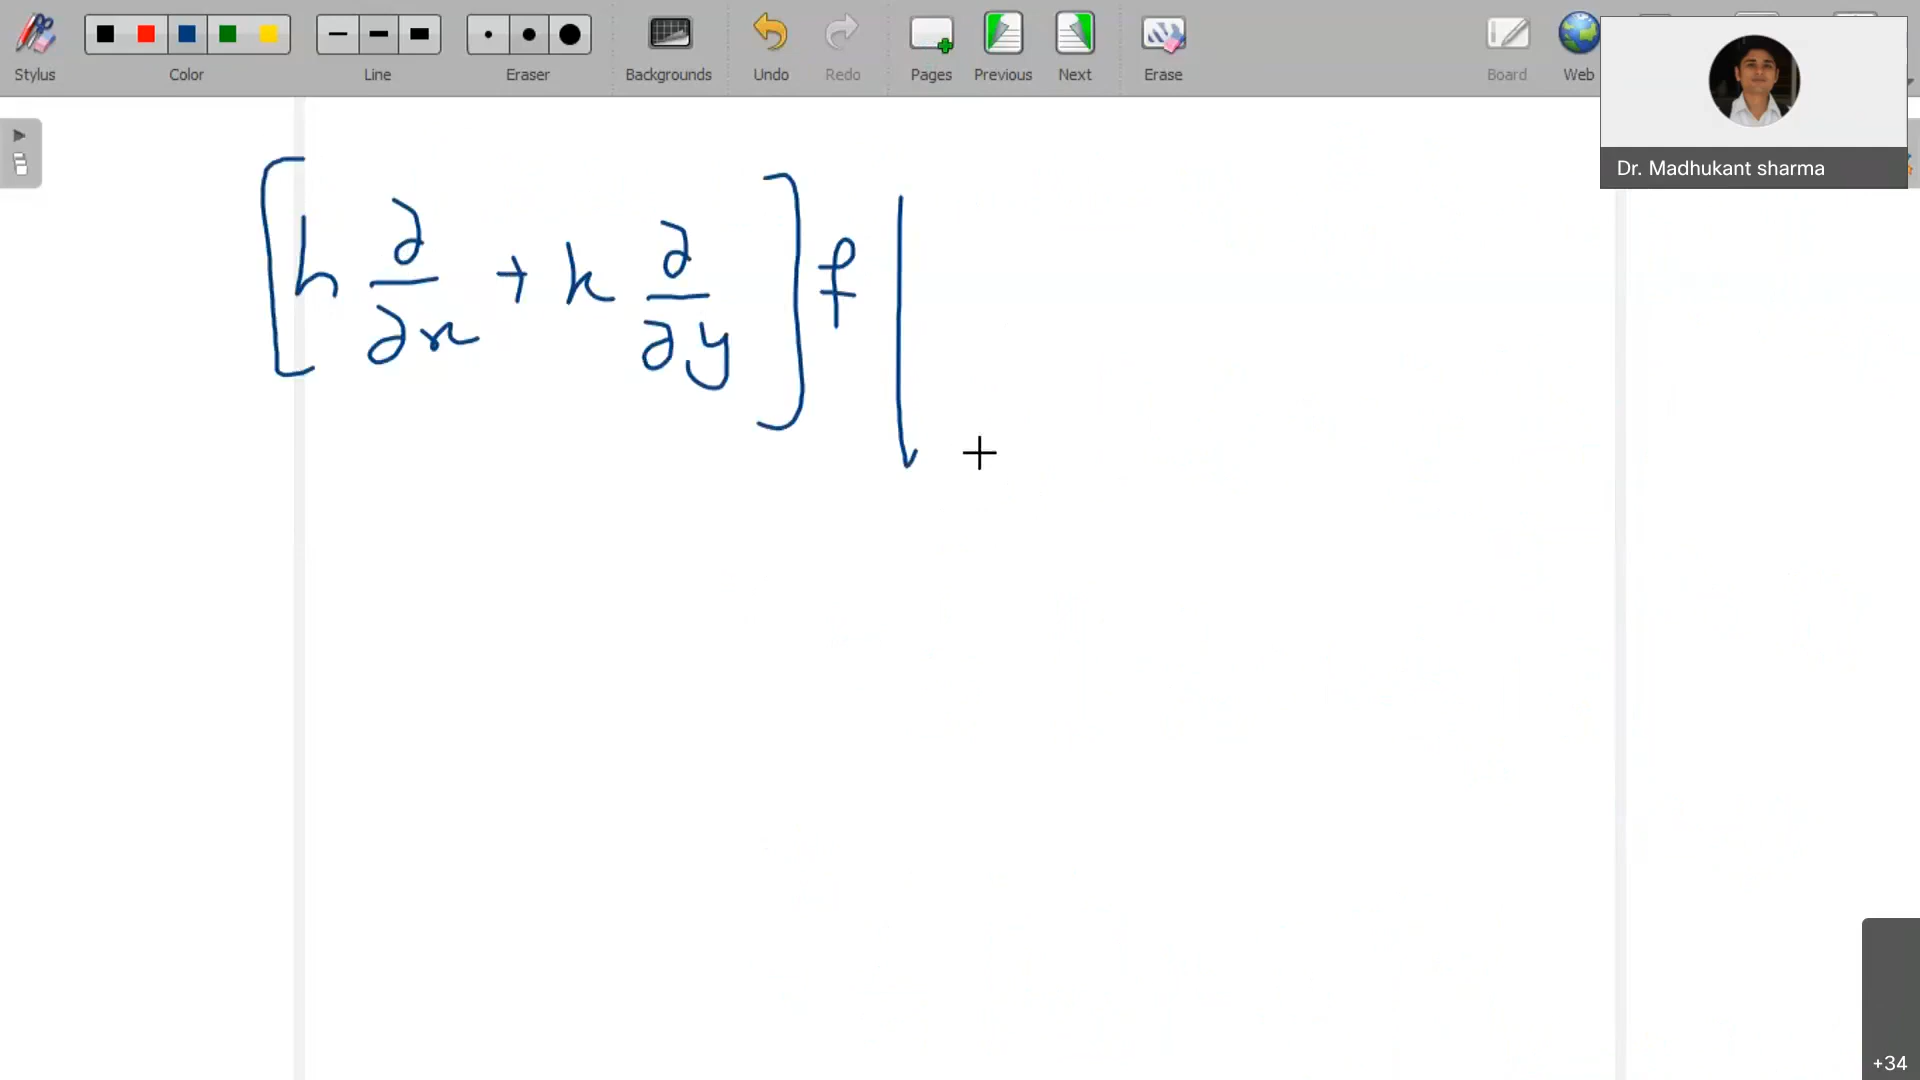 Stylus Color Line Eraser Backgrounds Undo Redo Pages Previous Next Erase Board Web
Dr. Madhukant sharma
[h ∂/∂x + k ∂/∂y] f |
+34